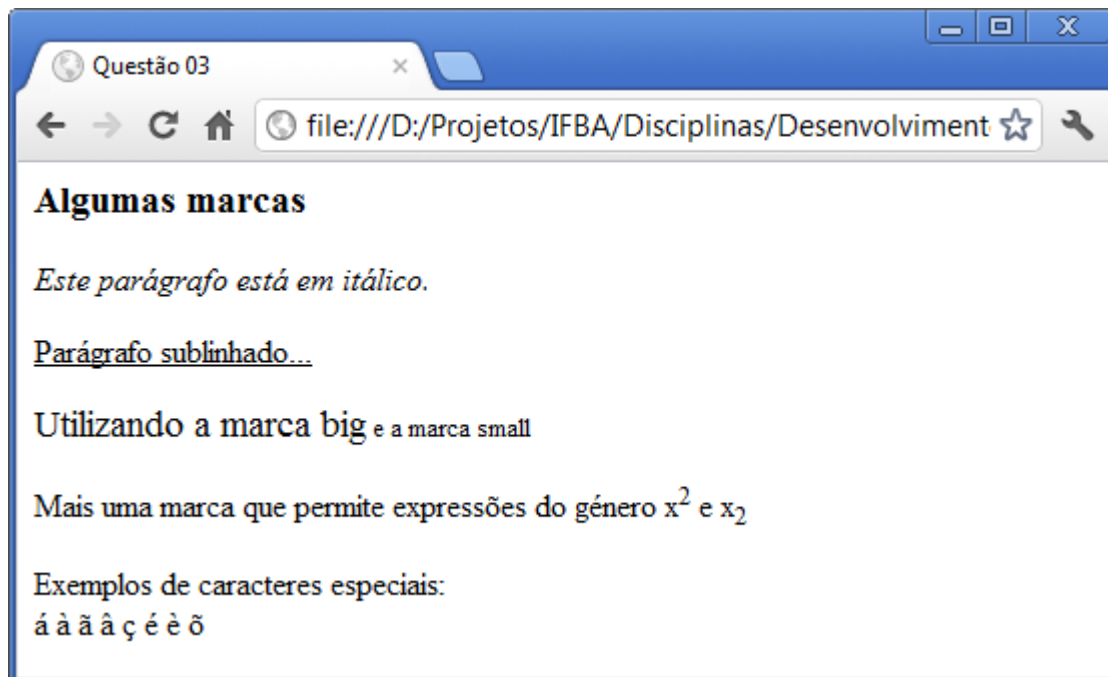 Questão 03
file:///D:/Projetos/IFBA/Disciplinas/Desenvolviment
Algumas marcas
Este parágrafo está em itálico.
Parágrafo sublinhado...
Utilizando a marca big e a marca small
Mais uma marca que permite expressões do género x² e x₂
Exemplos de caracteres especiais:
á à ã â ç é è õ